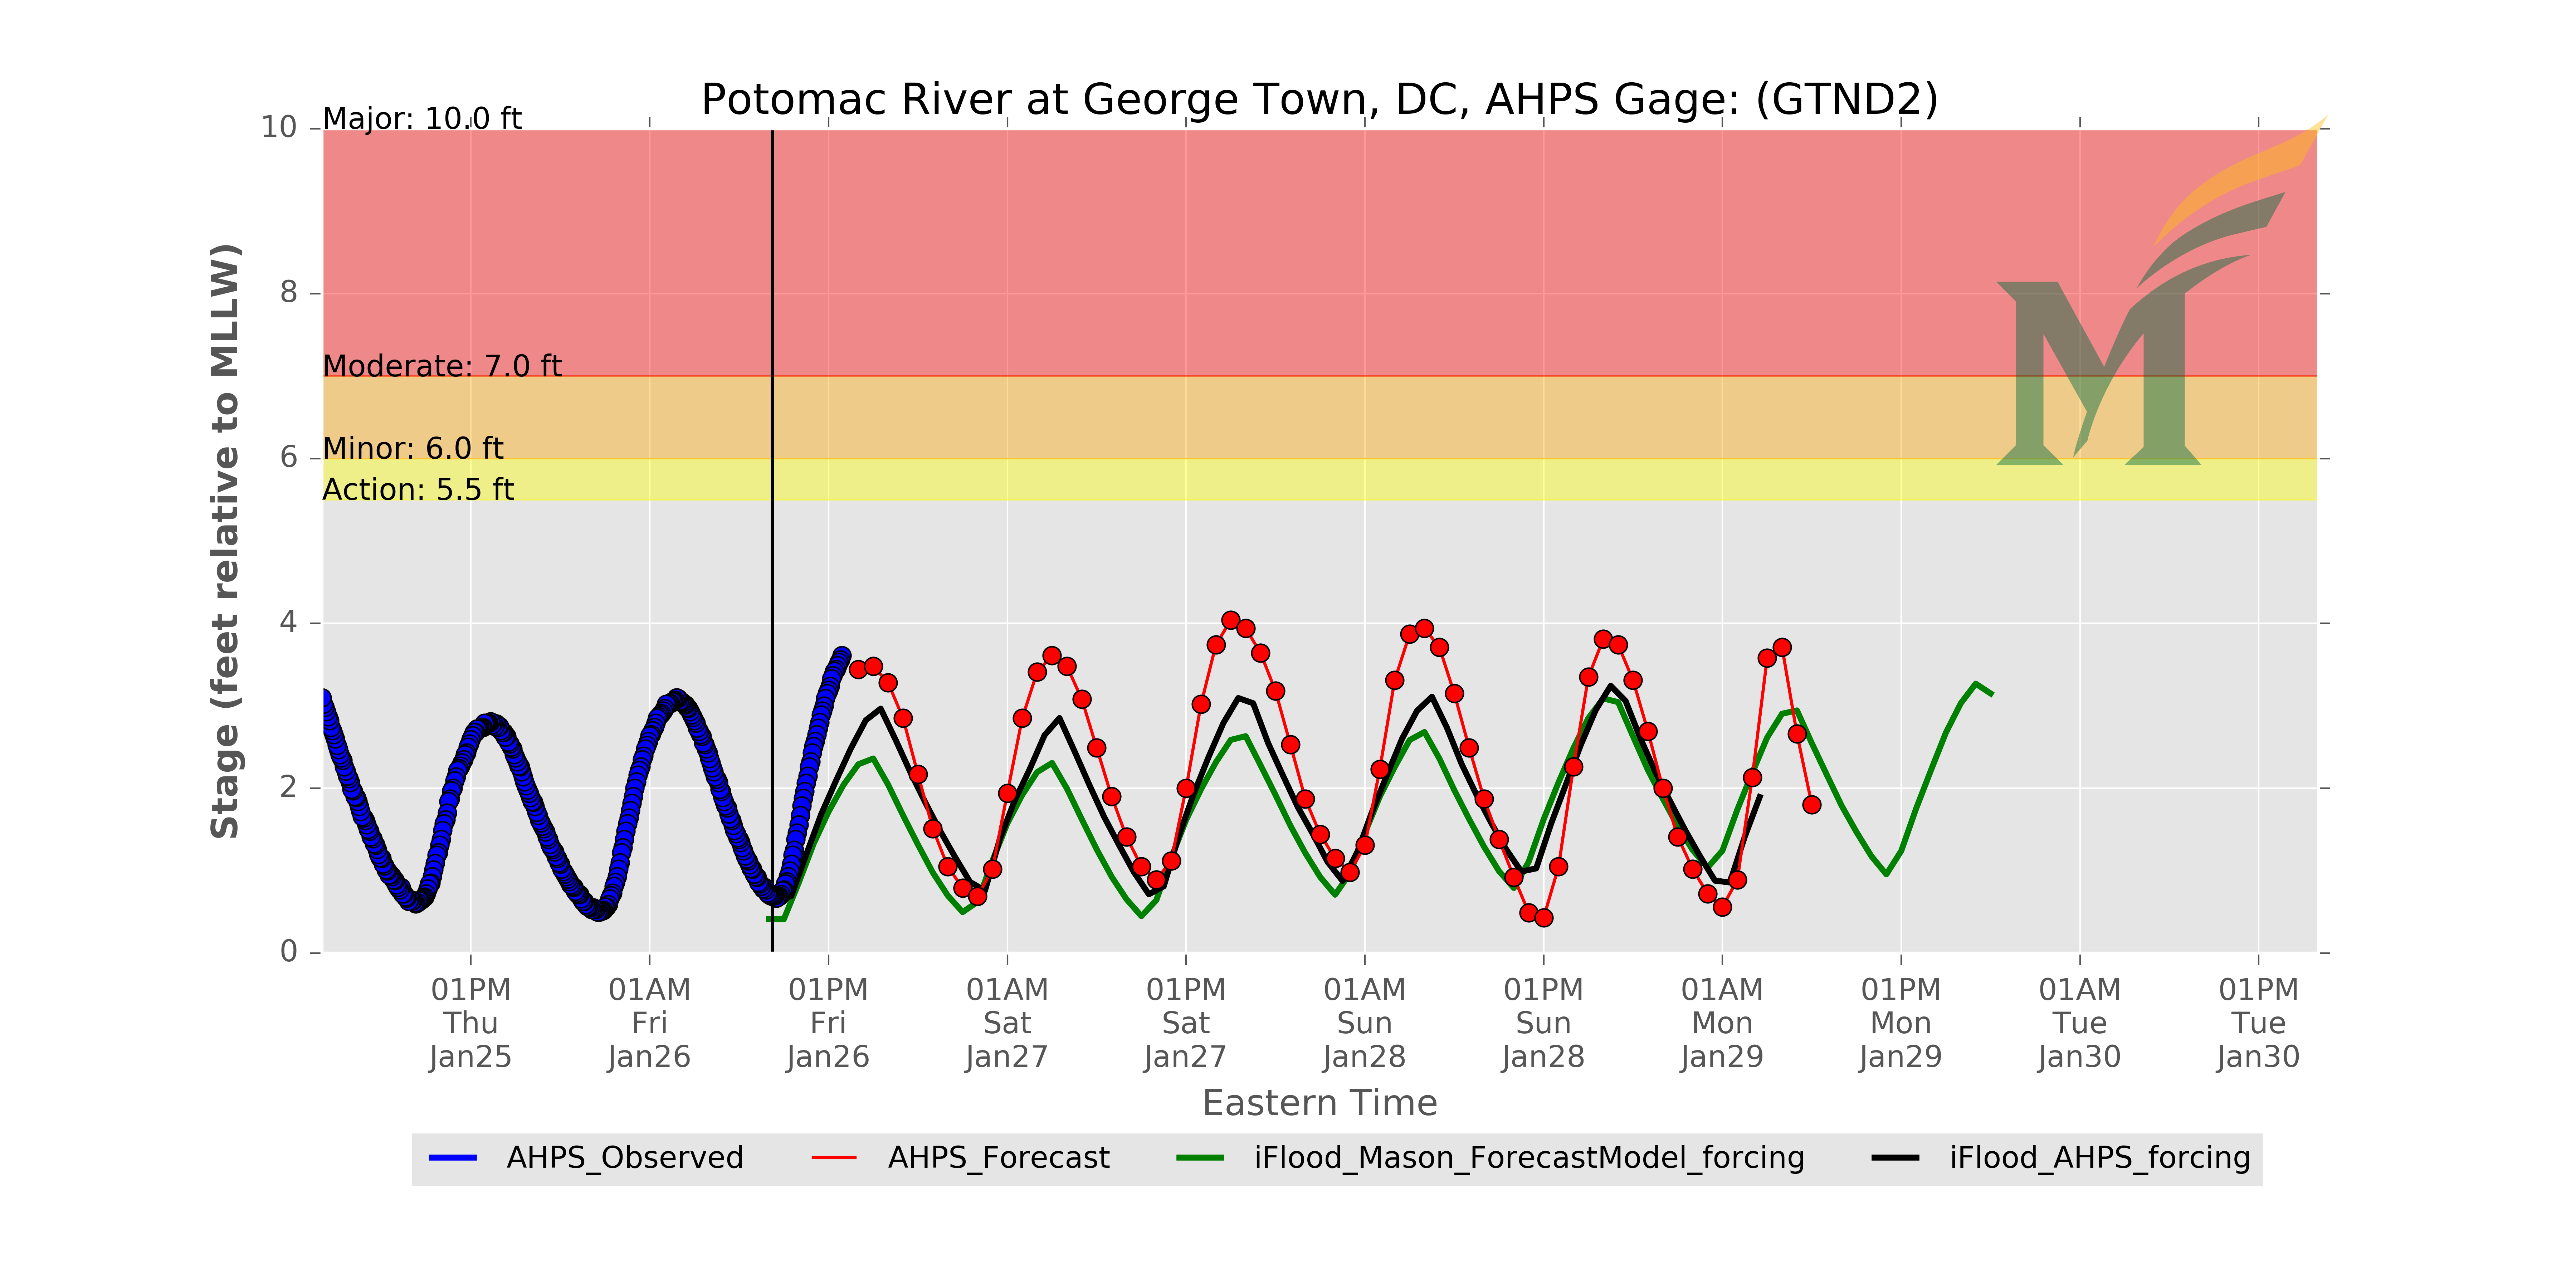 Potomac River at George Town, DC, AHPS Gage: (GTND2)
Major: 10.0 ft
Moderate: 7.0 ft
Minor: 6.0 ft
Action: 5.5 ft
Stage (feet relative to MLLW)
10
8
6
4
2
0
01PM Thu Jan25
01AM Fri Jan26
01PM Fri Jan26
01AM Sat Jan27
01PM Sat Jan27
01AM Sun Jan28
01PM Sun Jan28
01AM Mon Jan29
01PM Mon Jan29
01AM Tue Jan30
01PM Tue Jan30
Eastern Time
AHPS_Observed
AHPS_Forecast
iFlood_Mason_ForecastModel_forcing
iFlood_AHPS_forcing
M